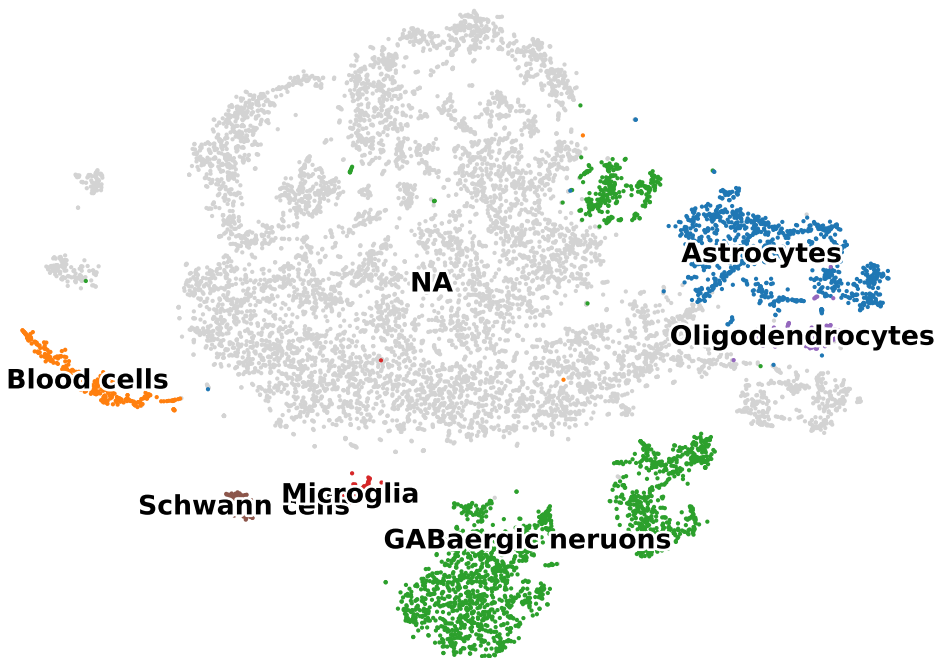 Astrocytes
NA
Oligodendrocytes
Blood cells
Microglia
Schwann cells
GABaergic neruons